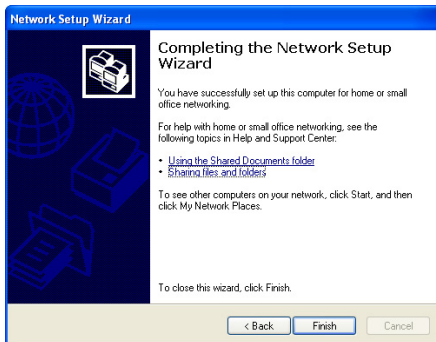 Network Setup Wizard
Completing the Network Setup
Wizard
You have successfully set up this computer for home or small
office networking.
For help with home or small office networking, see the
following topics in Help and Support Center:
• Using the Shared Documents folder
• Sharing files and folders
To see other computers on your network, click Start, and then
click My Network Places.
To close this wizard, click Finish.
< Back Finish Cancel